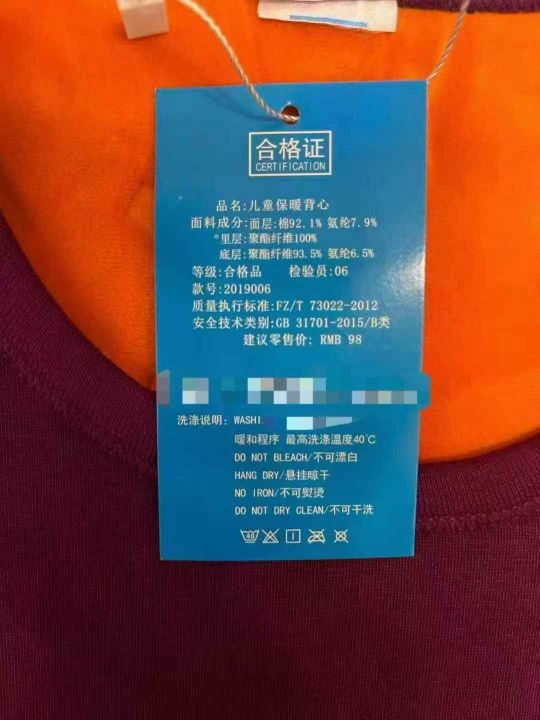 合格证
CERTIFICATION
品名:儿童保暖背心
面料成分:面层:棉92.1% 氨纶7.9%
里层:聚酯纤维100%
底层:聚酯纤维93.5% 氨纶6.5%
等级:合格品 检验员:06
款号:2019006
质量执行标准:FZ/T 73022-2012
安全技术类别:GB 31701-2015/B类
建议零售价: RMB 98
洗涤说明: WASHI
暖和程序 最高洗涤温度40℃
DO NOT BLEACH/不可漂白
HANG DRY/悬挂晾干
NO IRON/不可熨烫
DO NOT DRY CLEAN/不可干洗
40